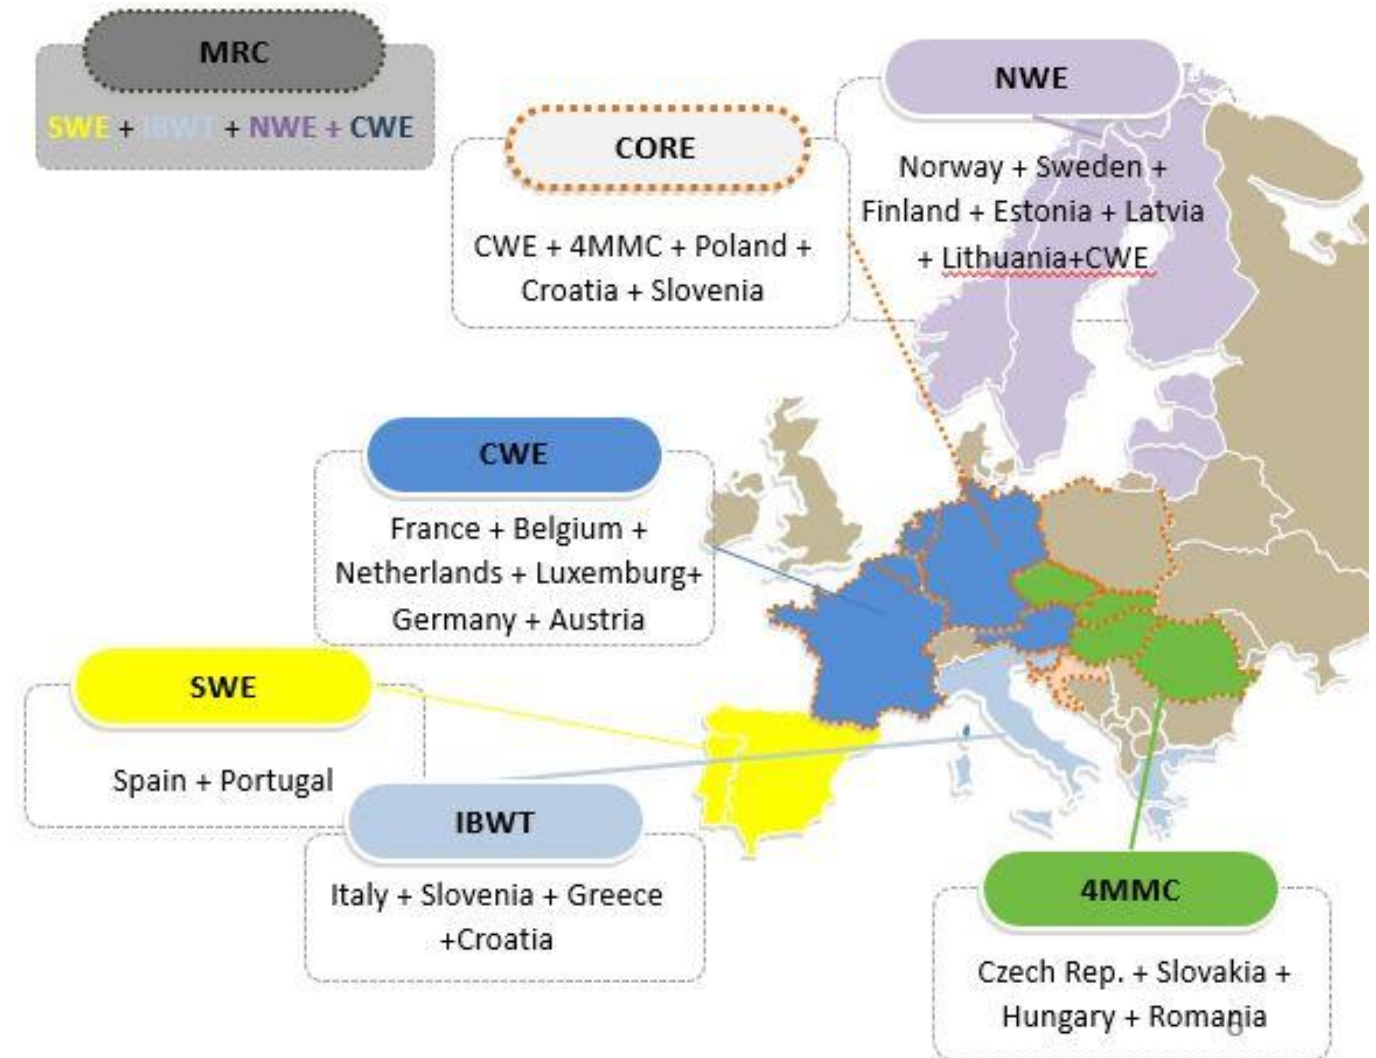 MRC
SWE + IBWT + NWE + CWE
NWE
Norway + Sweden +
Finland + Estonia + Latvia
+ Lithuania+CWE
CORE
CWE + 4MMC + Poland +
Croatia + Slovenia
CWE
France + Belgium +
Netherlands + Luxemburg+
Germany + Austria
SWE
Spain + Portugal
IBWT
Italy + Slovenia + Greece
+Croatia
4MMC
Czech Rep. + Slovakia +
Hungary + Romania